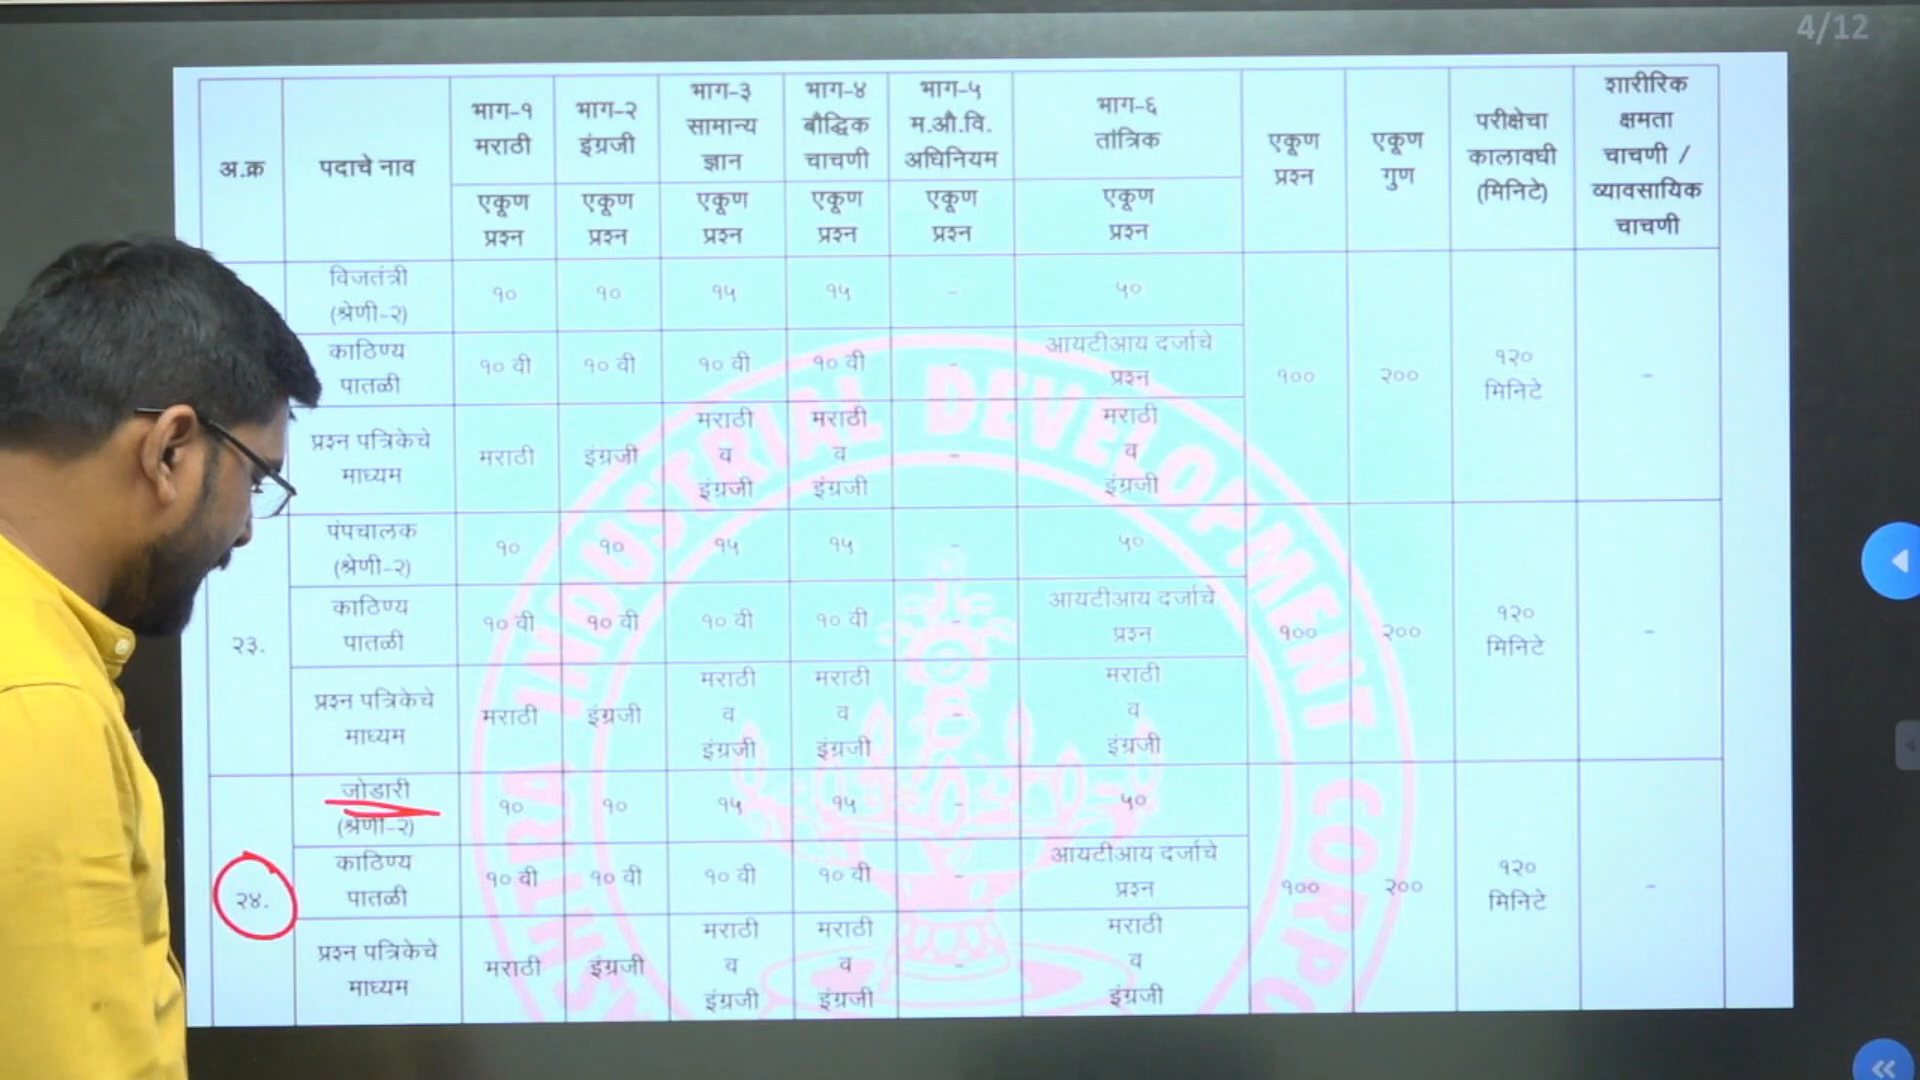 4/12
अ.क्र
पदाचे नाव
भाग-१
मराठी
एकूण
प्रश्न
भाग-२
इंग्रजी
एकूण
प्रश्न
भाग-३
सामान्य
ज्ञान
एकूण
प्रश्न
भाग-४
बौद्धिक
चाचणी
एकूण
प्रश्न
भाग-५
म.औ.वि.
अधिनियम
एकूण
प्रश्न
भाग-६
तांत्रिक
एकूण
प्रश्न
एकूण
प्रश्न
एकूण
गुण
परीक्षेचा
कालावधी
(मिनिटे)
शारीरिक
क्षमता
चाचणी /
व्यावसायिक
चाचणी
विजतंत्री
(श्रेणी-२)
१० १० १५ १५ - ५०
काठिण्य
पातळी
१० वी १० वी १० वी १० वी -
आयटीआय दर्जाचे
प्रश्न
१०० २००
१२०
मिनिटे
-
प्रश्न पत्रिकेचे
माध्यम
मराठी
इंग्रजी
मराठी
व
इंग्रजी
मराठी
व
इंग्रजी
-
मराठी
व
इंग्रजी
२३.
पंपचालक
(श्रेणी-२)
१० १० १५ १५ - ५०
काठिण्य
पातळी
१० वी १० वी १० वी १० वी -
आयटीआय दर्जाचे
प्रश्न
१०० २००
१२०
मिनिटे
-
प्रश्न पत्रिकेचे
माध्यम
मराठी
इंग्रजी
मराठी
व
इंग्रजी
मराठी
व
इंग्रजी
-
मराठी
व
इंग्रजी
२४.
जोडारी
(श्रेणी-२)
१० १० १५ १५ - ५०
काठिण्य
पातळी
१० वी १० वी १० वी १० वी -
आयटीआय दर्जाचे
प्रश्न
१०० २००
१२०
मिनिटे
-
प्रश्न पत्रिकेचे
माध्यम
मराठी
इंग्रजी
मराठी
व
इंग्रजी
मराठी
व
इंग्रजी
-
मराठी
व
इंग्रजी
INDUSTRIAL DEVELOPMENT